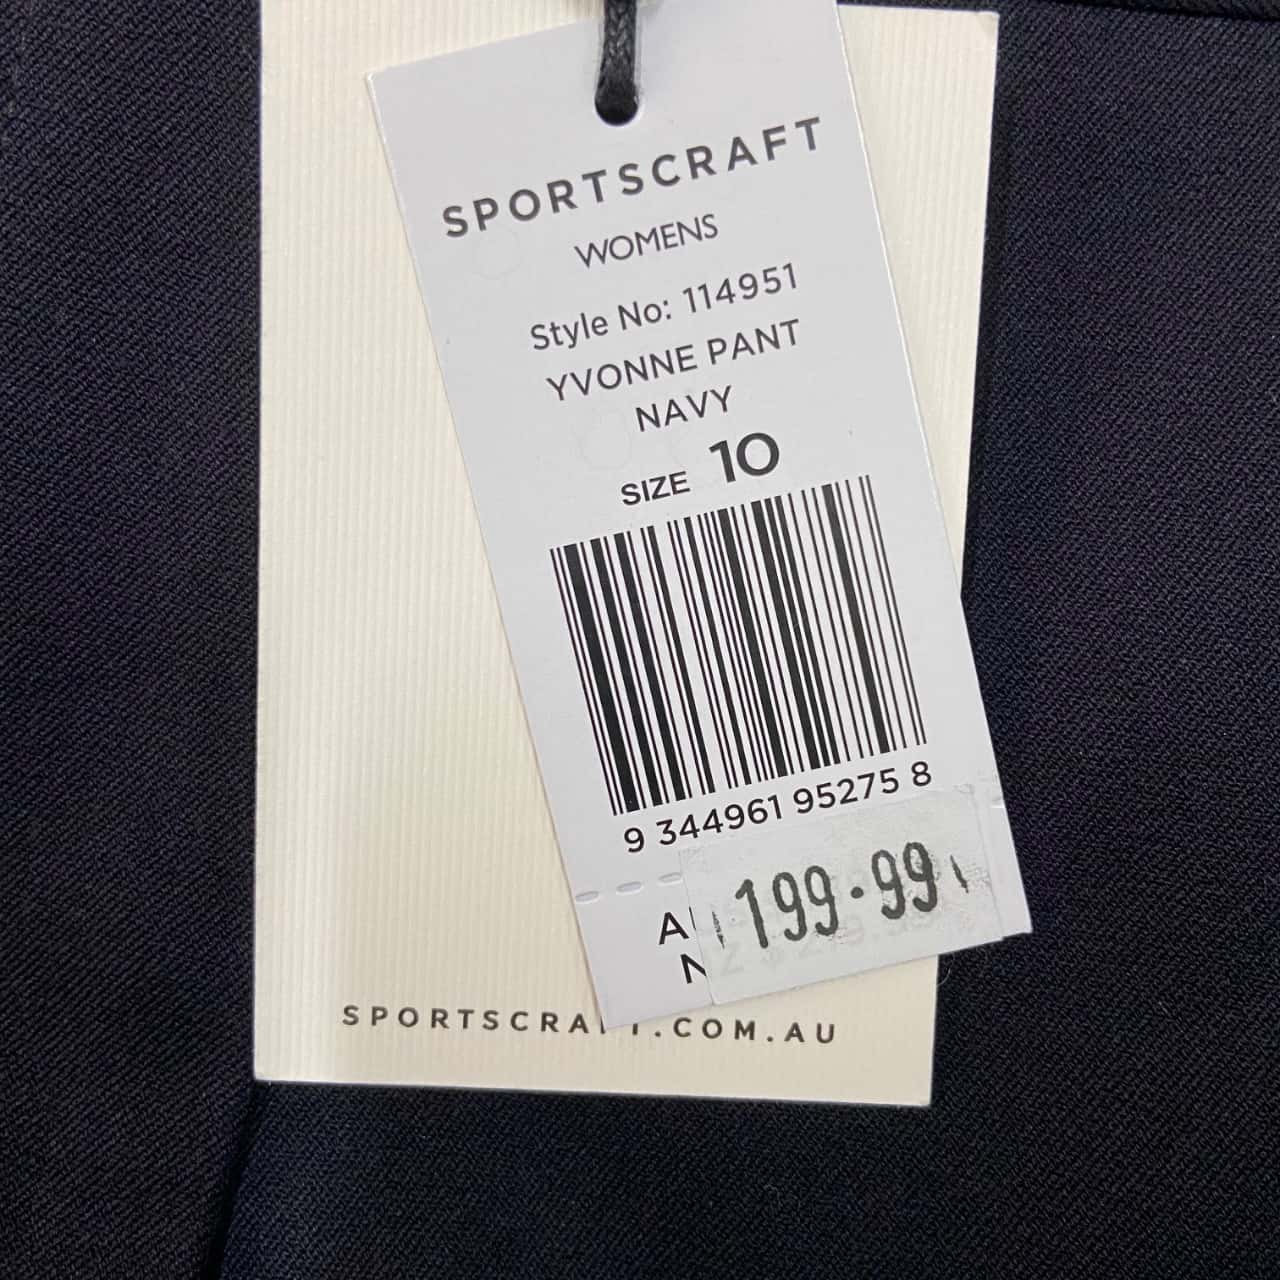 SPORTSCRAFT
WOMENS
Style No: 114951
YVONNE PANT
NAVY
SIZE 10
9 344961 95275 8
199.99
SPORTSCRAFT.COM.AU